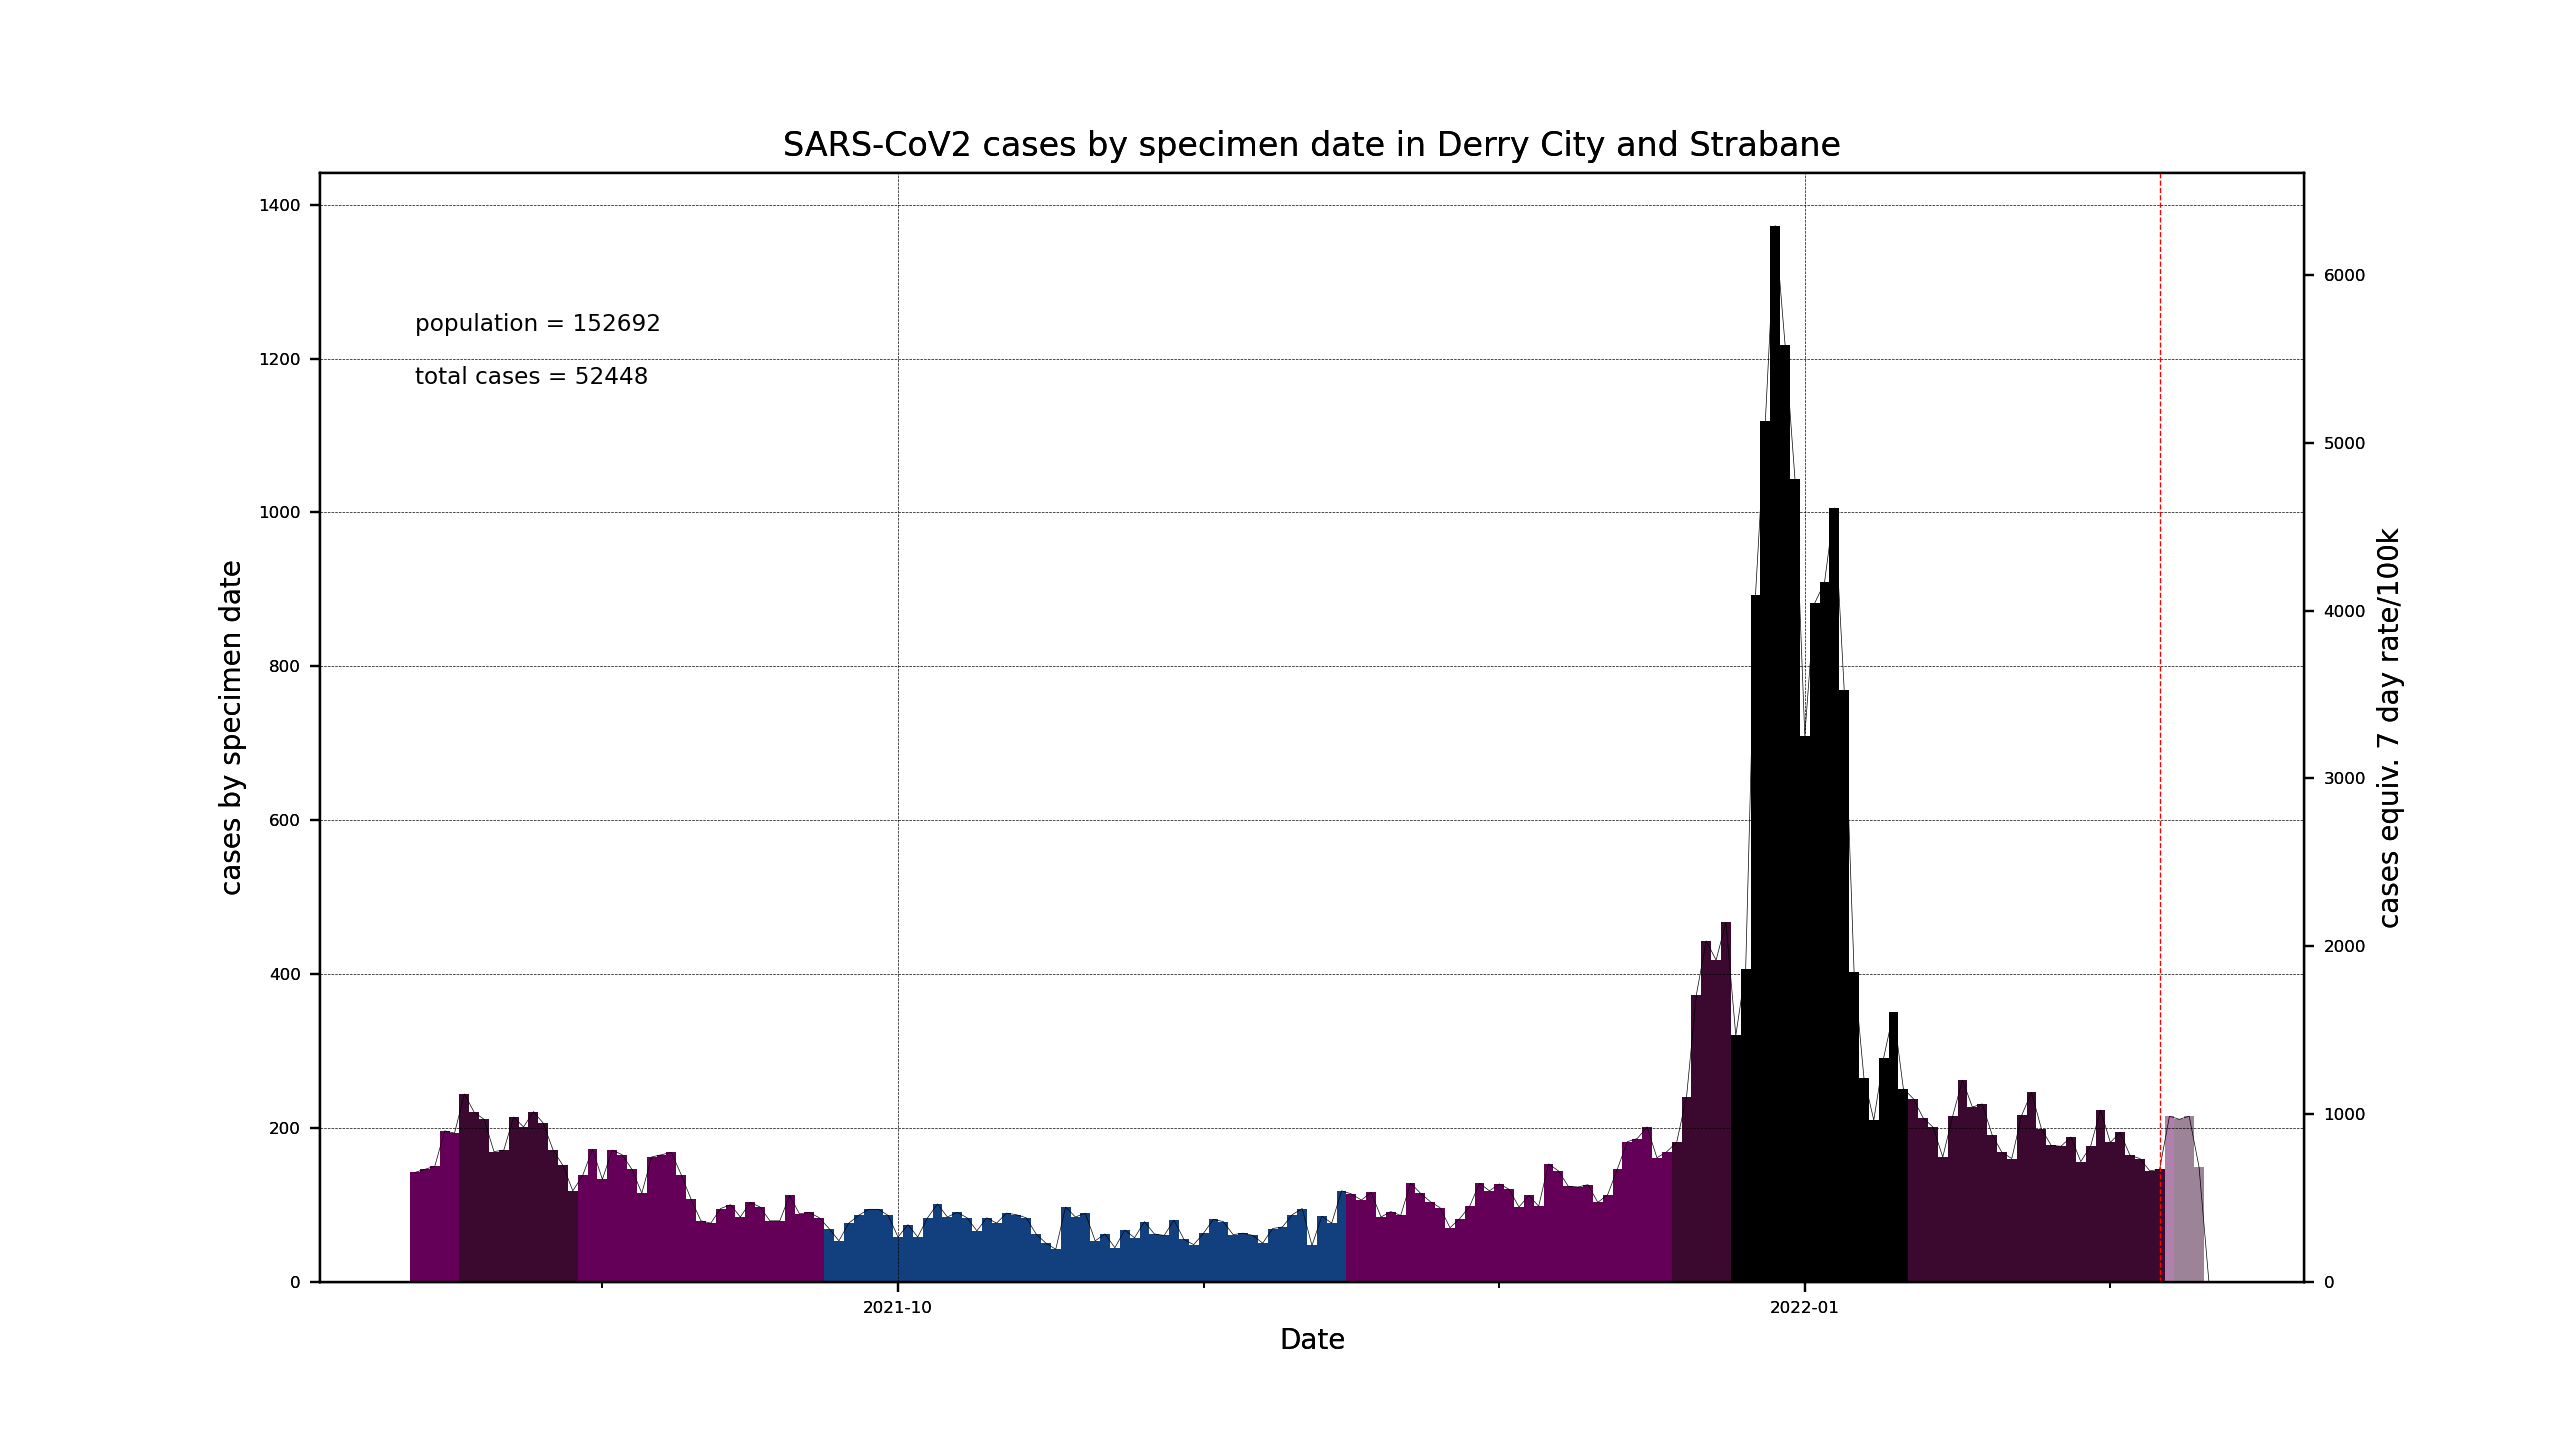 SARS-CoV2 cases by specimen date in Derry City and Strabane
population = 152692
total cases = 52448
cases by specimen date
1400
1200
1000
800
600
400
200
0
6000
5000
4000
3000
2000
1000
0
cases equiv. 7 day rate/100k
2021-10
2022-01
Date